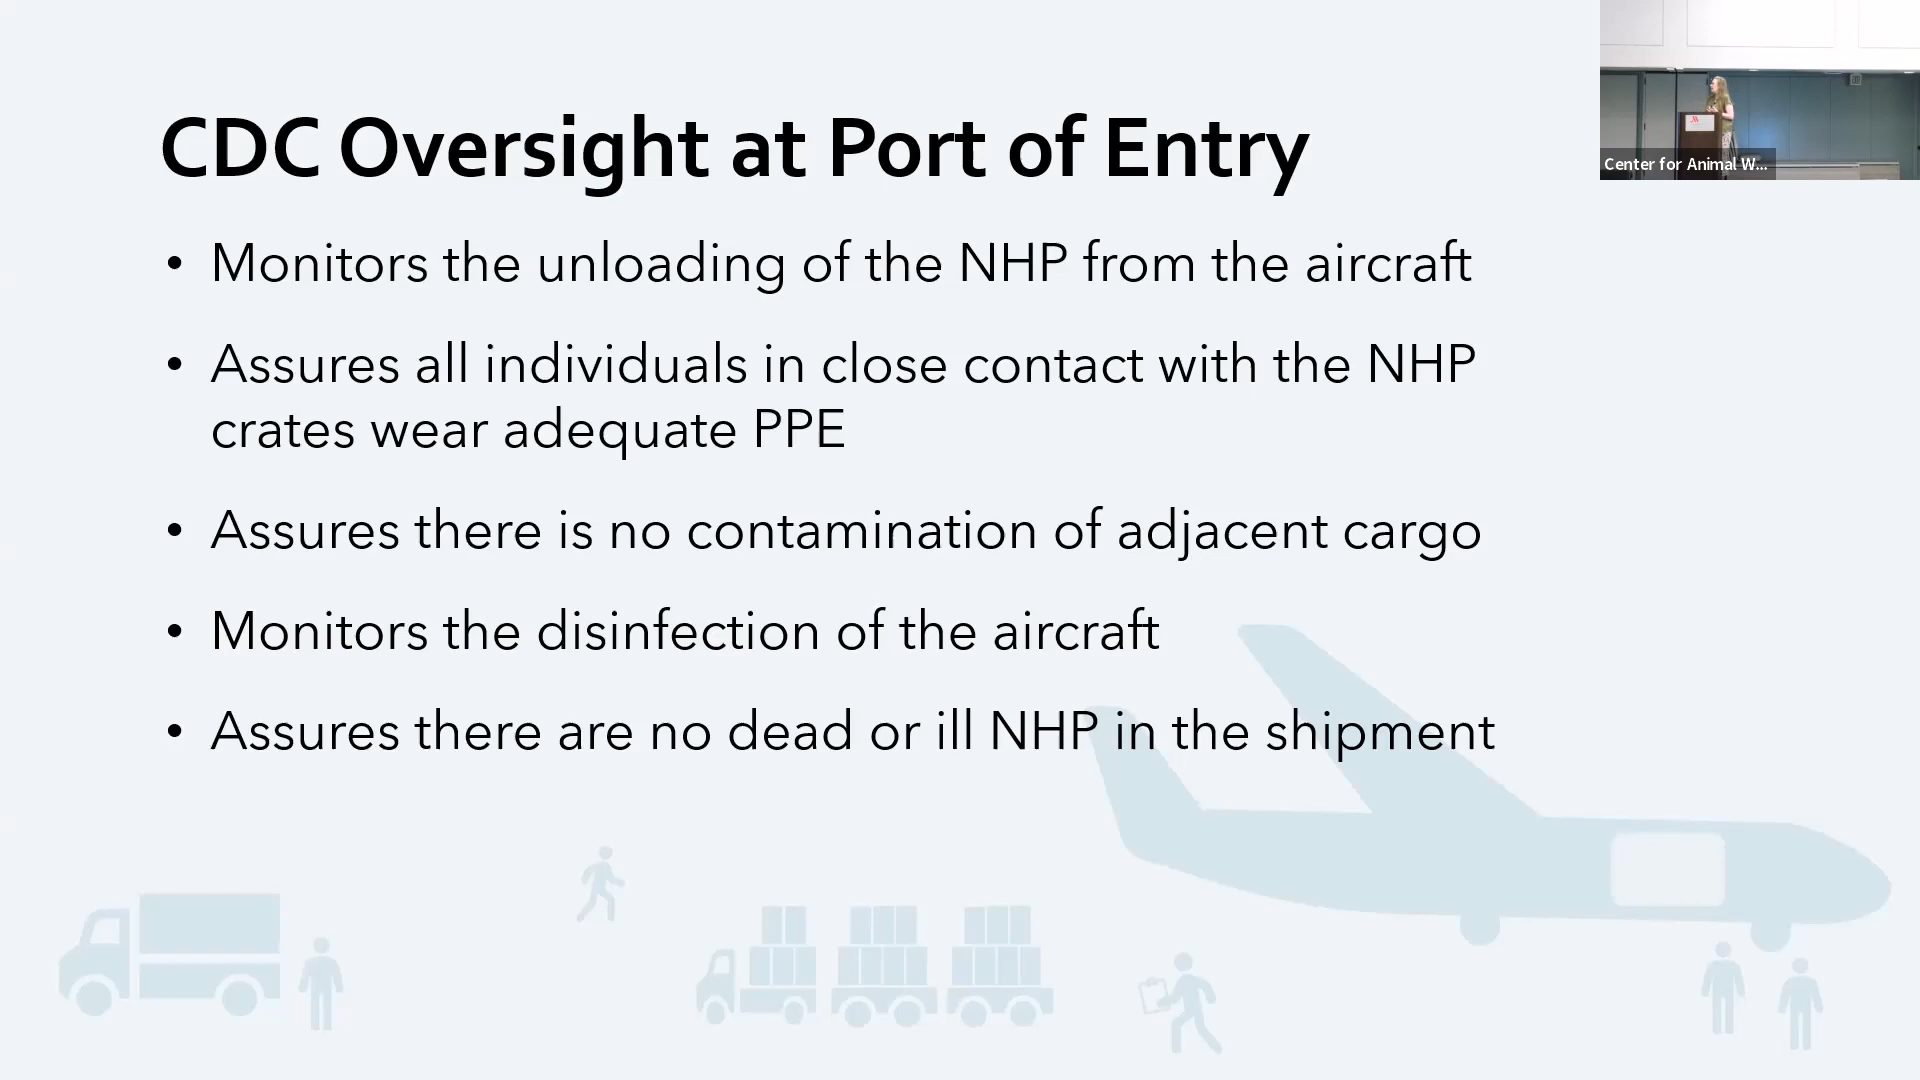 CDC Oversight at Port of Entry
• Monitors the unloading of the NHP from the aircraft
• Assures all individuals in close contact with the NHP
crates wear adequate PPE
• Assures there is no contamination of adjacent cargo
• Monitors the disinfection of the aircraft
• Assures there are no dead or ill NHP in the shipment
Center for Animal W...